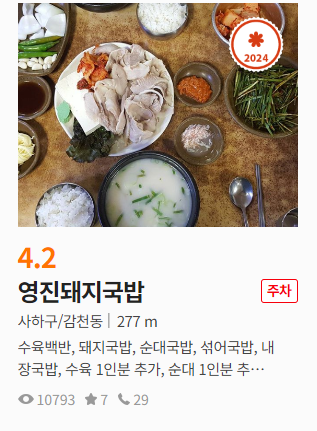 2024
4.2
영진돼지국밥
주차
사하구/감천동 | 277 m
수육백반, 돼지국밥, 순대국밥, 섞어국밥, 내
장국밥, 수육 1인분 추가, 순대 1인분 추…
10793 7 29